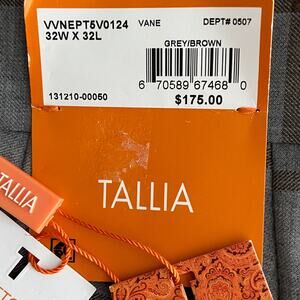 VVNEPT5V0124 VANE DEPT# 0507
32W X 32L
GREY/BROWN
6 70589 67468 0
131210-00050 $175.00
TALLIA
TALLIA
T